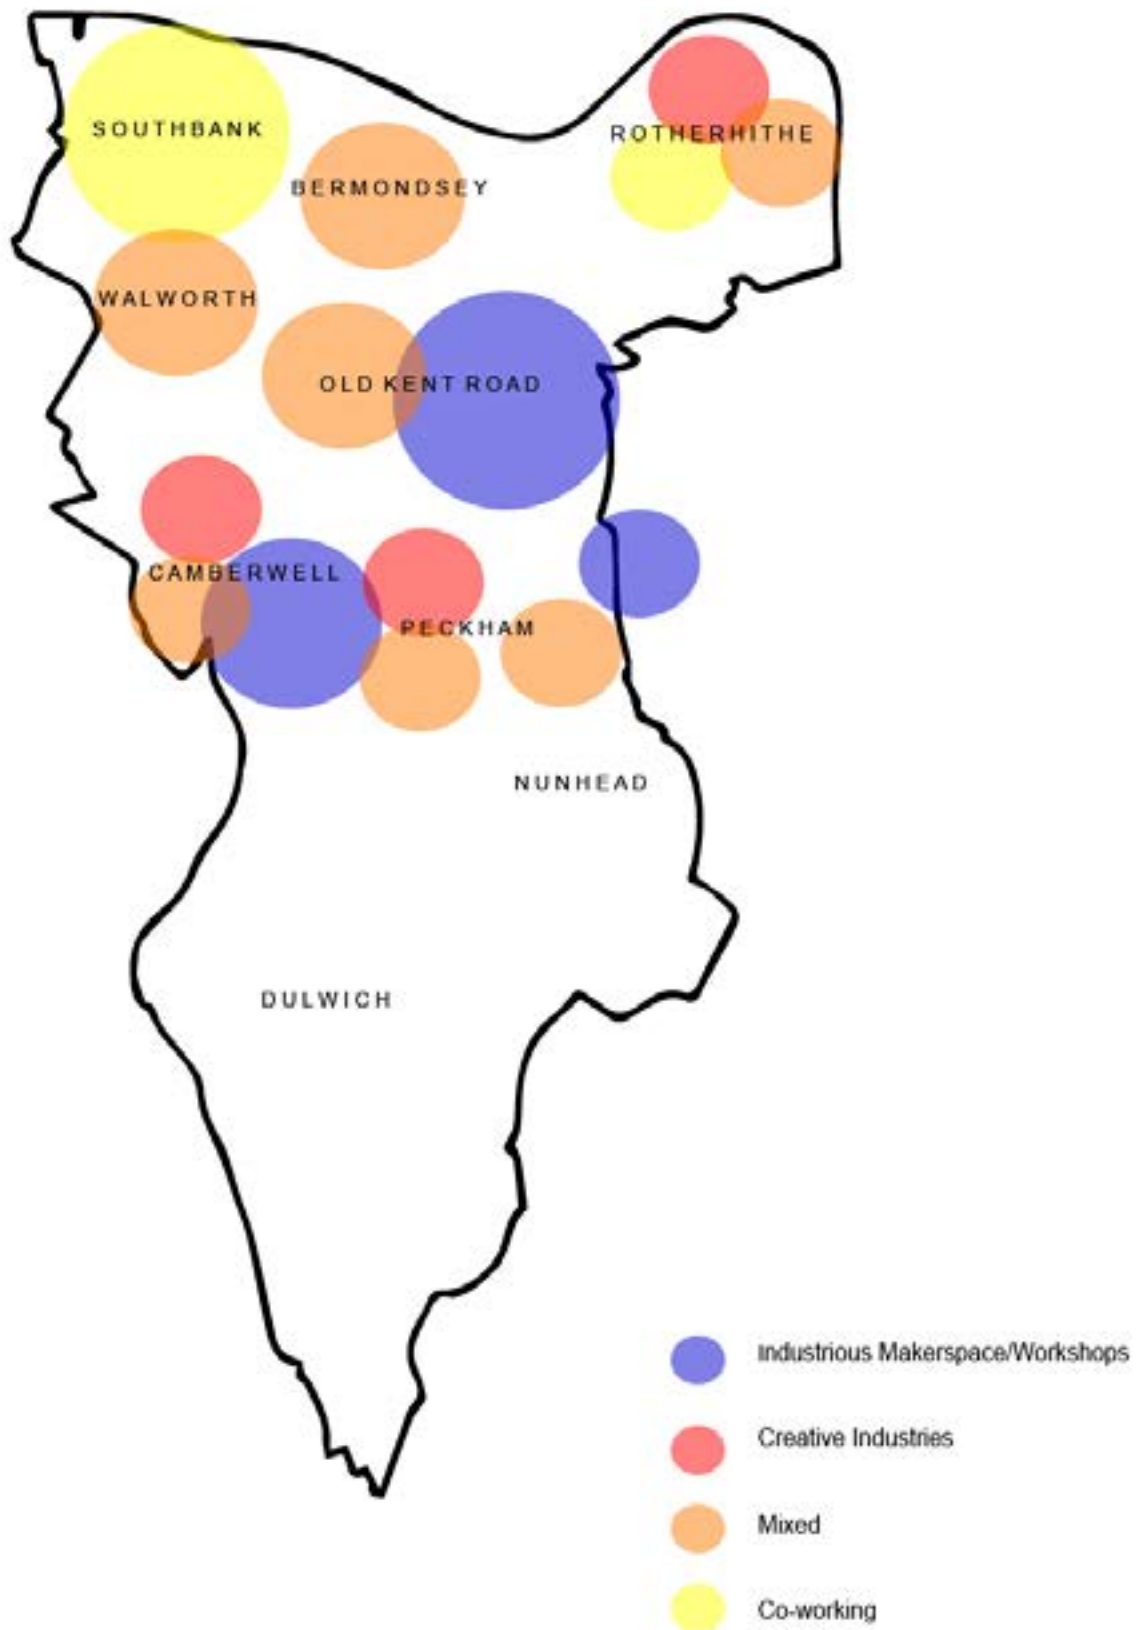 SOUTHBANK
ROTHERHITHE
BERMONDSEY
WALWORTH
OLD KENT ROAD
CAMBERWELL
PECKHAM
NUNHEAD
DULWICH
Industrious Makerspace/Workshops
Creative Industries
Mixed
Co-working